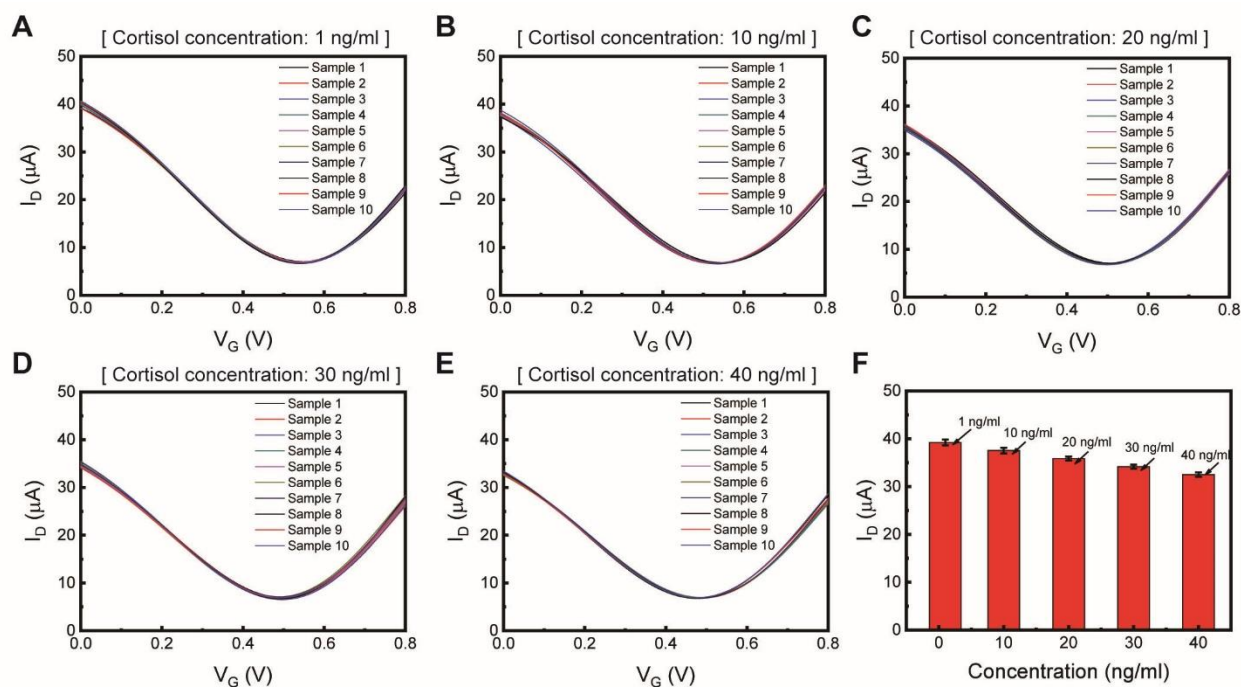 A
[ Cortisol concentration: 1 ng/ml ]
50
40
30
20
10
0
I_D (μA)
Sample 1
Sample 2
Sample 3
Sample 4
Sample 5
Sample 6
Sample 7
Sample 8
Sample 9
Sample 10
0.0 0.2 0.4 0.6 0.8
V_G (V)
B
[ Cortisol concentration: 10 ng/ml ]
50
40
30
20
10
0
I_D (μA)
Sample 1
Sample 2
Sample 3
Sample 4
Sample 5
Sample 6
Sample 7
Sample 8
Sample 9
Sample 10
0.0 0.2 0.4 0.6 0.8
V_G (V)
C
[ Cortisol concentration: 20 ng/ml ]
50
40
30
20
10
0
I_D (μA)
Sample 1
Sample 2
Sample 3
Sample 4
Sample 5
Sample 6
Sample 7
Sample 8
Sample 9
Sample 10
0.0 0.2 0.4 0.6 0.8
V_G (V)
D
[ Cortisol concentration: 30 ng/ml ]
50
40
30
20
10
0
I_D (μA)
Sample 1
Sample 2
Sample 3
Sample 4
Sample 5
Sample 6
Sample 7
Sample 8
Sample 9
Sample 10
0.0 0.2 0.4 0.6 0.8
V_G (V)
E
[ Cortisol concentration: 40 ng/ml ]
50
40
30
20
10
0
I_D (μA)
Sample 1
Sample 2
Sample 3
Sample 4
Sample 5
Sample 6
Sample 7
Sample 8
Sample 9
Sample 10
0.0 0.2 0.4 0.6 0.8
V_G (V)
F
50
40
30
20
10
0
I_D (μA)
1 ng/ml
10 ng/ml
20 ng/ml
30 ng/ml
40 ng/ml
0 10 20 30 40
Concentration (ng/ml)